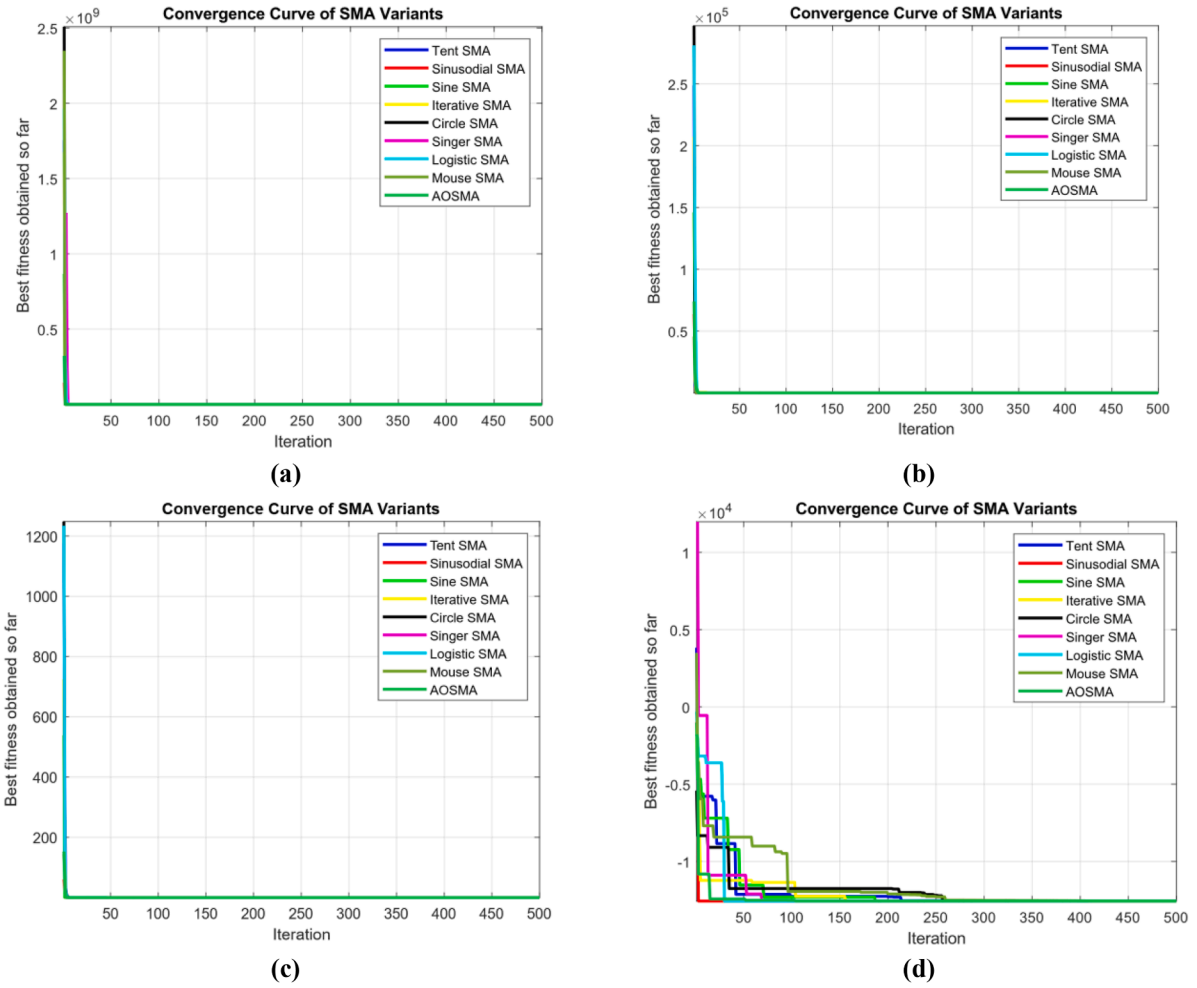 Convergence Curve of SMA Variants
× 10⁹
2.5
2
1.5
1
0.5
Best fitness obtained so far
Tent SMA
Sinusodial SMA
Sine SMA
Iterative SMA
Circle SMA
Singer SMA
Logistic SMA
Mouse SMA
AOSMA
50 100 150 200 250 300 350 400 450 500
Iteration
(a)
Convergence Curve of SMA Variants
× 10⁵
2.5
2
1.5
1
0.5
Best fitness obtained so far
Tent SMA
Sinusodial SMA
Sine SMA
Iterative SMA
Circle SMA
Singer SMA
Logistic SMA
Mouse SMA
AOSMA
50 100 150 200 250 300 350 400 450 500
Iteration
(b)
Convergence Curve of SMA Variants
1200
1000
800
600
400
200
Best fitness obtained so far
Tent SMA
Sinusodial SMA
Sine SMA
Iterative SMA
Circle SMA
Singer SMA
Logistic SMA
Mouse SMA
AOSMA
50 100 150 200 250 300 350 400 450 500
Iteration
(c)
Convergence Curve of SMA Variants
× 10⁴
1
0.5
0
-0.5
-1
Best fitness obtained so far
Tent SMA
Sinusodial SMA
Sine SMA
Iterative SMA
Circle SMA
Singer SMA
Logistic SMA
Mouse SMA
AOSMA
50 100 150 200 250 300 350 400 450 500
Iteration
(d)